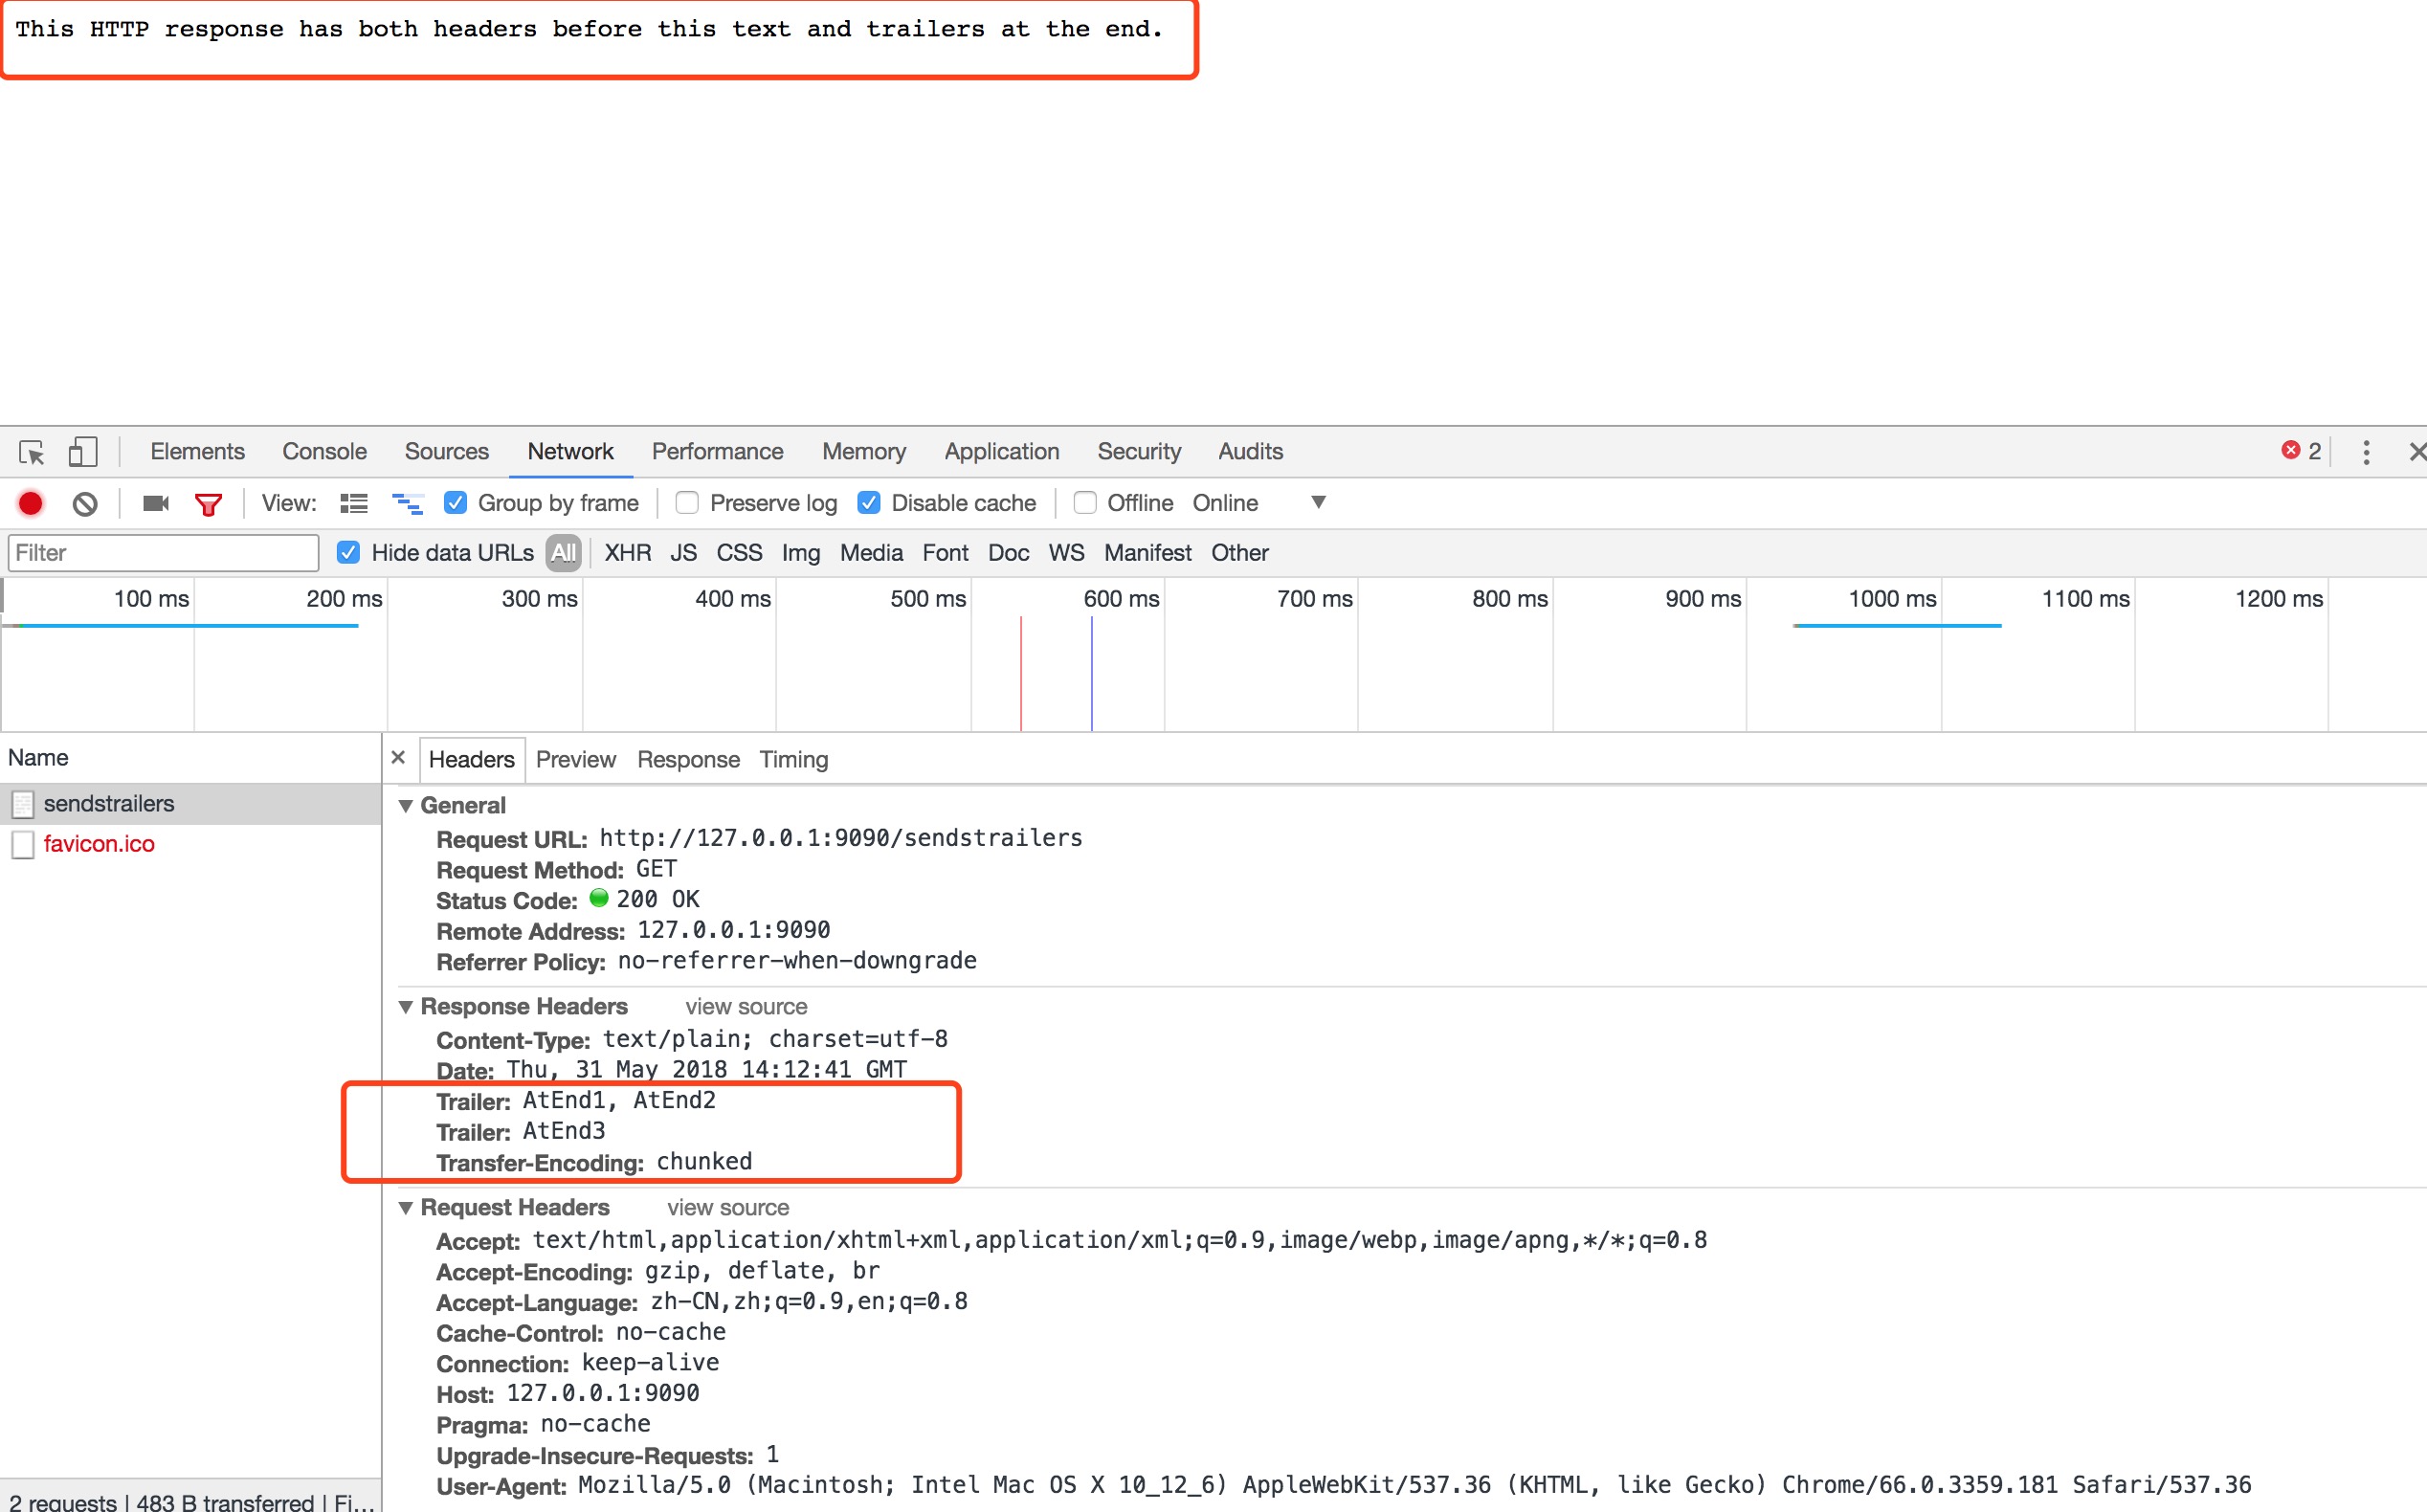 This HTTP response has both headers before this text and trailers at the end.
Elements Console Sources Network Performance Memory Application Security Audits 2
View: Group by frame Preserve log Disable cache Offline Online
Filter Hide data URLs All XHR JS CSS Img Media Font Doc WS Manifest Other
100 ms 200 ms 300 ms 400 ms 500 ms 600 ms 700 ms 800 ms 900 ms 1000 ms 1100 ms 1200 ms
Name
sendstrailers
favicon.ico
2 requests | 483 B transferred | Fi...
Headers Preview Response Timing
General
Request URL: http://127.0.0.1:9090/sendstrailers
Request Method: GET
Status Code: 200 OK
Remote Address: 127.0.0.1:9090
Referrer Policy: no-referrer-when-downgrade
Response Headers view source
Content-Type: text/plain; charset=utf-8
Date: Thu, 31 May 2018 14:12:41 GMT
Trailer: AtEnd1, AtEnd2
Trailer: AtEnd3
Transfer-Encoding: chunked
Request Headers view source
Accept: text/html,application/xhtml+xml,application/xml;q=0.9,image/webp,image/apng,*/*;q=0.8
Accept-Encoding: gzip, deflate, br
Accept-Language: zh-CN,zh;q=0.9,en;q=0.8
Cache-Control: no-cache
Connection: keep-alive
Host: 127.0.0.1:9090
Pragma: no-cache
Upgrade-Insecure-Requests: 1
User-Agent: Mozilla/5.0 (Macintosh; Intel Mac OS X 10_12_6) AppleWebKit/537.36 (KHTML, like Gecko) Chrome/66.0.3359.181 Safari/537.36